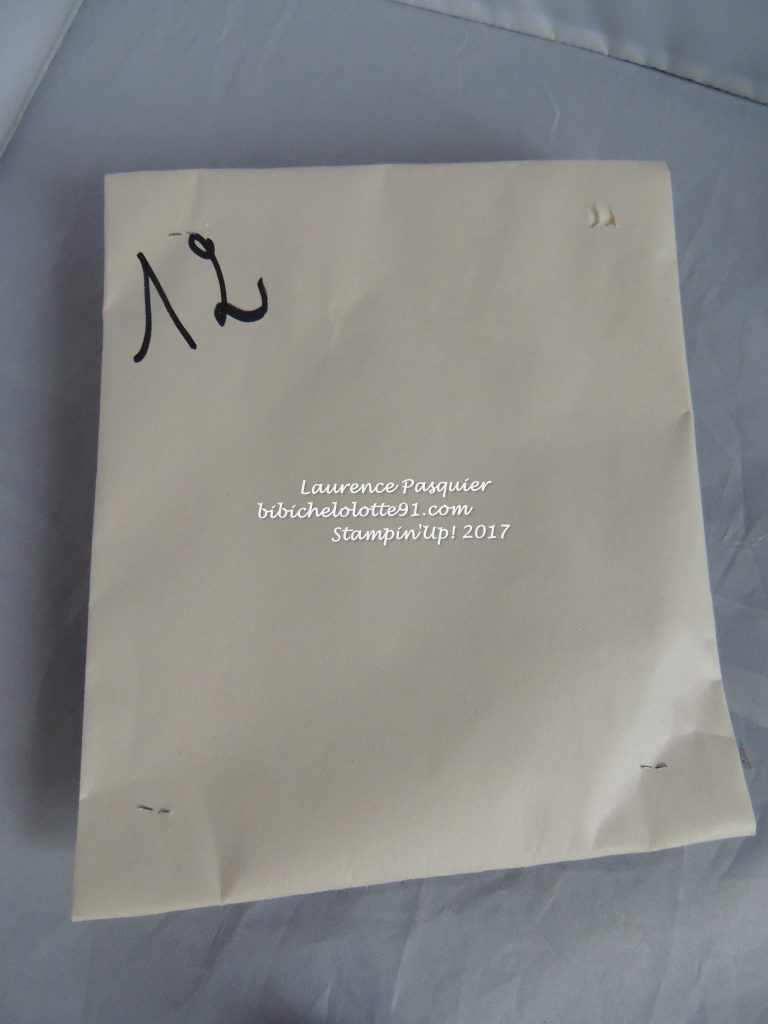 12
Laurence Pasquier
bibichelolotte91.com
Stampin'Up! 2017